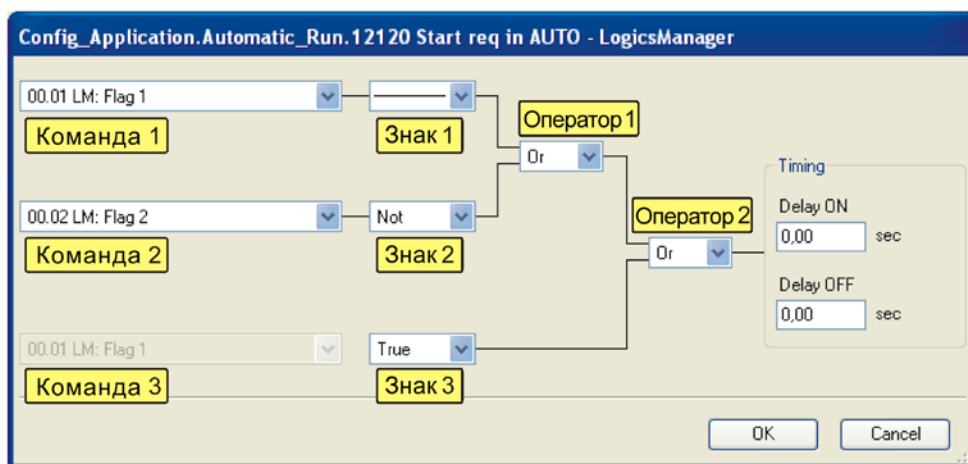 Config_Application.Automatic_Run.12120 Start req in AUTO - LogicsManager
00.01 LM: Flag 1
Команда 1
Знак 1
Оператор 1
Or
00.02 LM: Flag 2
Not
Команда 2
Знак 2
Оператор 2
Or
Timing
Delay ON
0,00 sec
Delay OFF
0,00 sec
00.01 LM: Flag 1
True
Команда 3
Знак 3
OK
Cancel